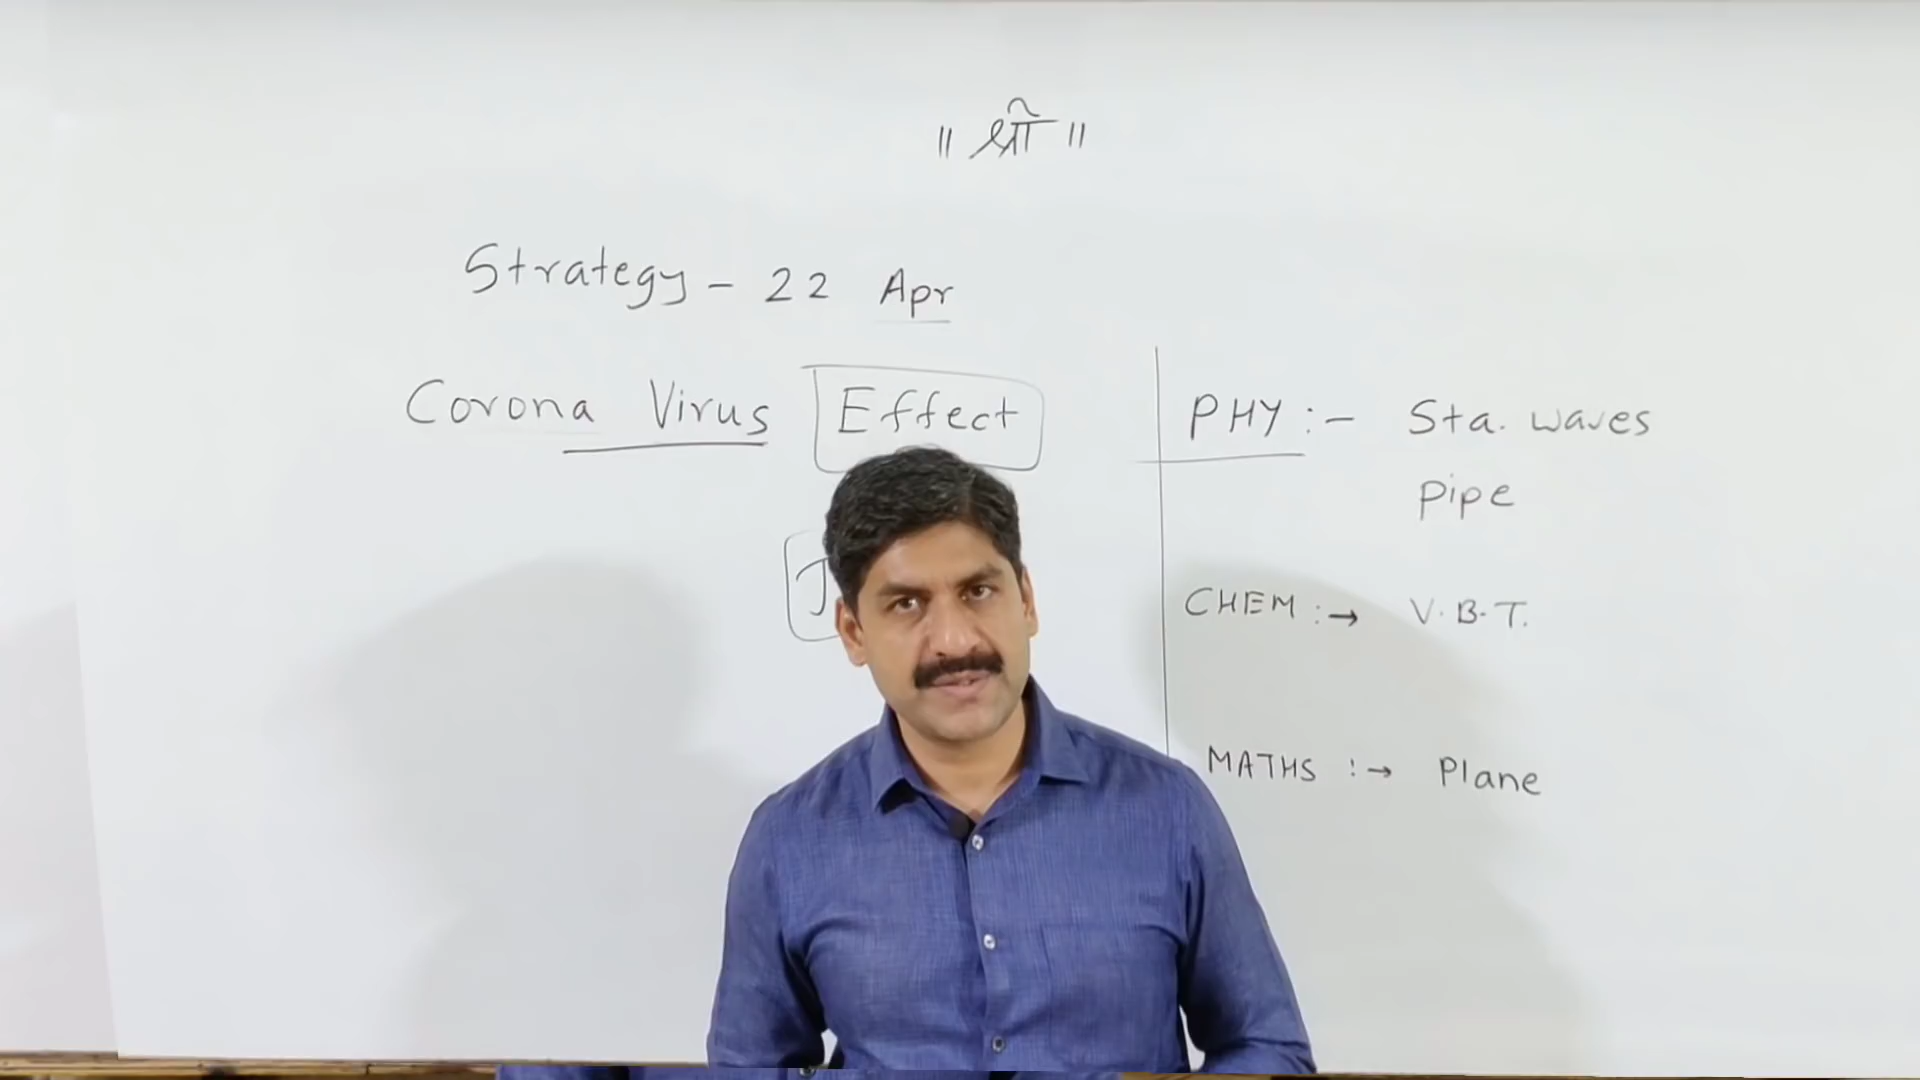 ॥ श्री ॥
Strategy - 22 Apr
Corona Virus Effect
PHY :- Sta. waves
Pipe
CHEM :→ V.B.T.
MATHS :→ Plane